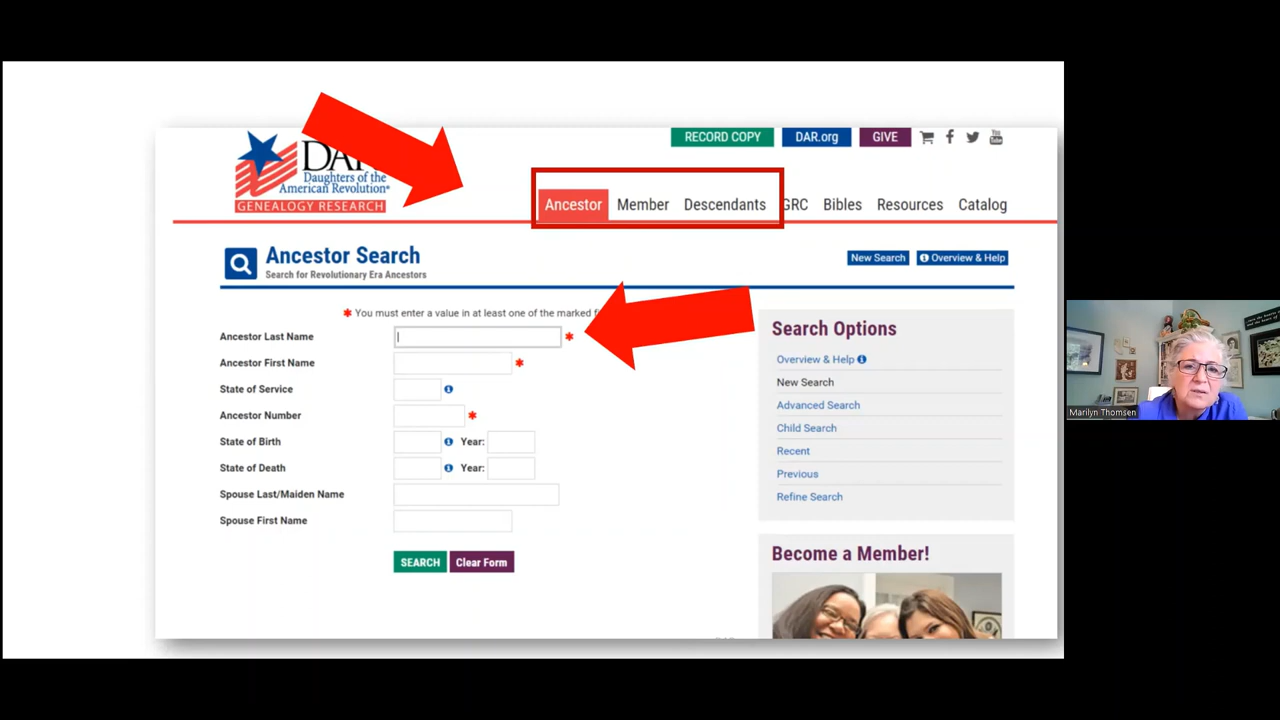 RECORD COPY DAR.org GIVE You
Daughters of the
American Revolution
GENEALOGY RESEARCH
Ancestor Member Descendants GRC Bibles Resources Catalog
Ancestor Search
Search for Revolutionary Era Ancestors
New Search Overview & Help
* You must enter a value in at least one of the marked
Ancestor Last Name *
Ancestor First Name *
State of Service
Ancestor Number *
State of Birth Year:
State of Death Year:
Spouse Last/Maiden Name
Spouse First Name
SEARCH Clear Form
Search Options
Overview & Help
New Search
Advanced Search
Child Search
Recent
Previous
Refine Search
Become a Member!
Marilyn Thomsen